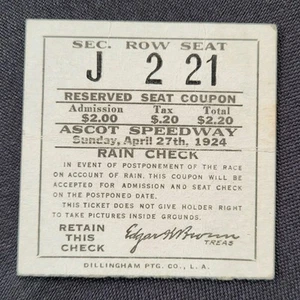 SEC. ROW SEAT
J 2 21
RESERVED SEAT COUPON
Admission Tax Total
$2.00 $.20 $2.20
ASCOT SPEEDWAY
Sunday, April 27th, 1924
RAIN CHECK
IN EVENT OF POSTPONEMENT OF THE RACE
ON ACCOUNT OF RAIN, THIS COUPON WILL BE
ACCEPTED FOR ADMISSION AND SEAT CHECK
ON THE POSTPONED DATE.
THIS TICKET DOES NOT GIVE HOLDER RIGHT
TO TAKE PICTURES INSIDE GROUNDS.
RETAIN
THIS
CHECK
Edgar
TREAS
DILLINGHAM PTG. CO., L. A.